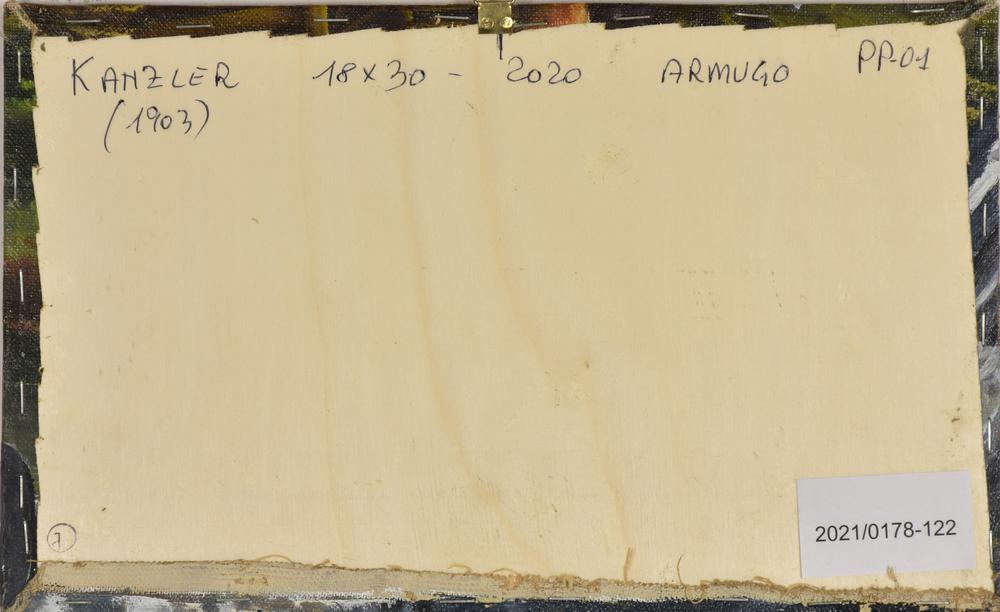 KANZLER 18x30 - 2020 ARMUGO PP-01
(1903)
7
2021/0178-122